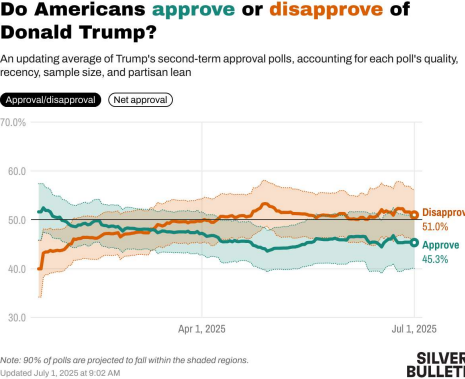 Do Americans approve or disapprove of
Donald Trump?
An updating average of Trump's second-term approval polls, accounting for each poll's quality,
recency, sample size, and partisan lean
Approval/disapproval Net approval
70.0%
60.0
50.0
40.0
30.0
Disapprov
51.0%
Approve
45.3%
Apr 1, 2025 Jul 1, 2025
Note: 90% of polls are projected to fall within the shaded regions.
Updated July 1, 2025 at 9:02 AM
SILVER
BULLET